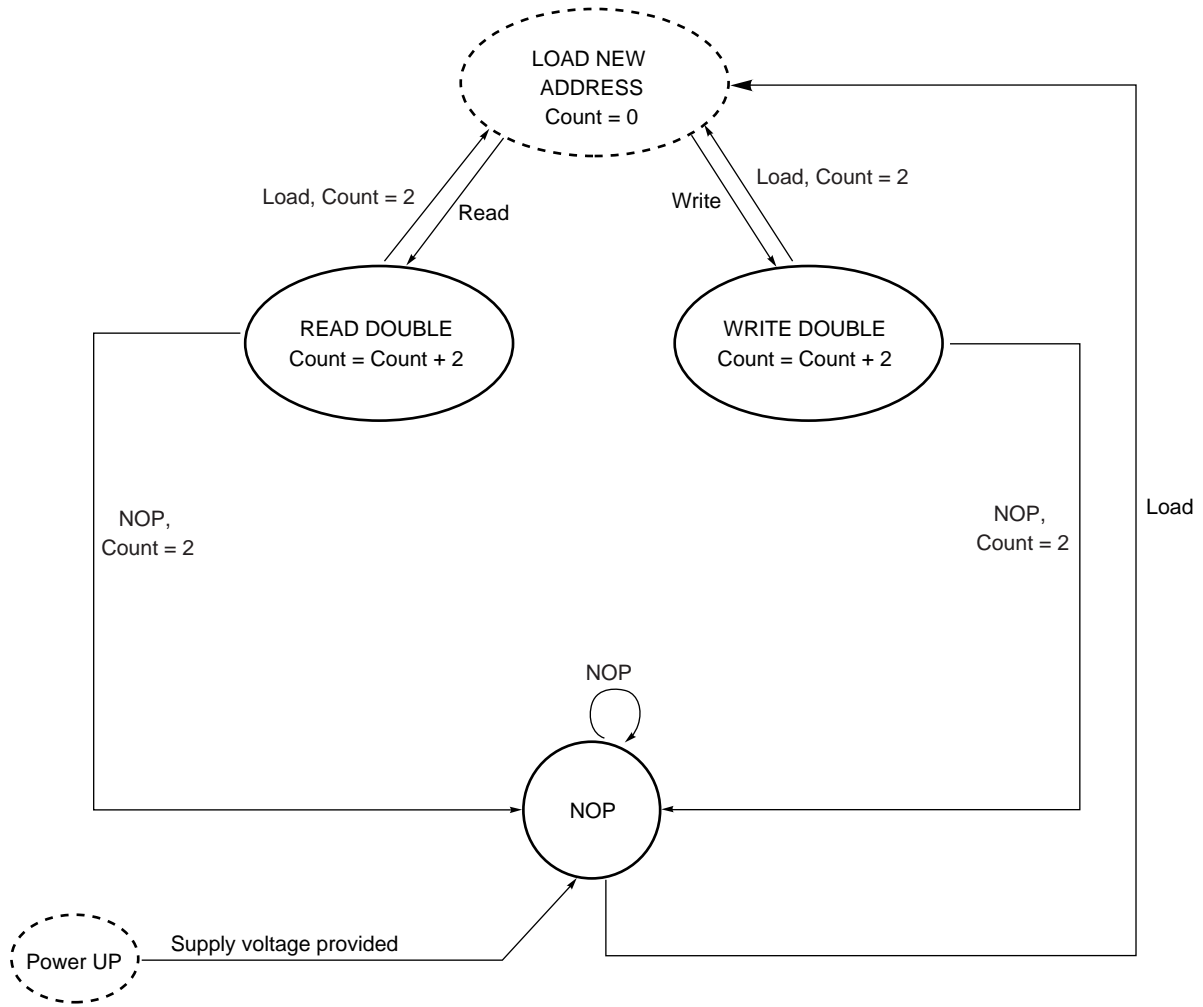 LOAD NEW
ADDRESS
Count = 0
Load, Count = 2
Read
Write
Load, Count = 2
READ DOUBLE
Count = Count + 2
WRITE DOUBLE
Count = Count + 2
NOP,
Count = 2
NOP,
Count = 2
Load
NOP
NOP
Supply voltage provided
Power UP